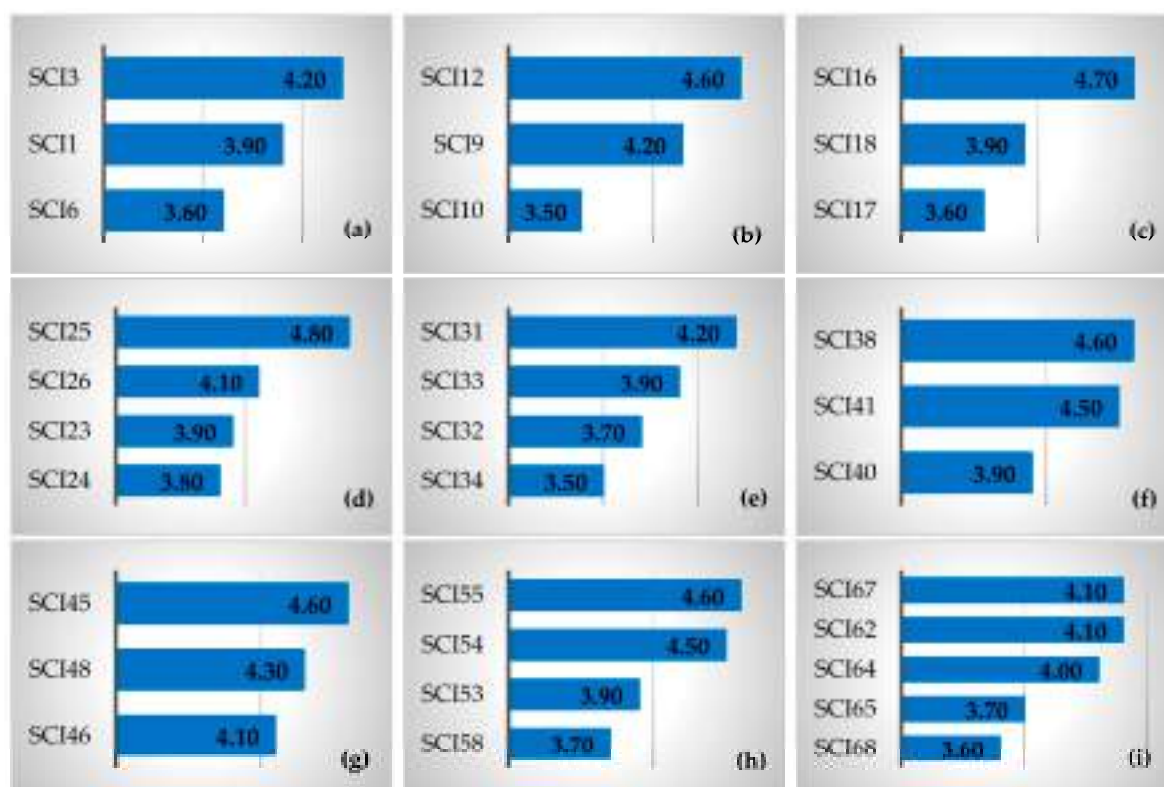 SCI3 4.20
SCI1 3.90
SCI6 3.60
(a)
SCI12 4.60
SCI9 4.20
SCI10 3.50
(b)
SCI16 4.70
SCI18 3.90
SCI17 3.60
(c)
SCI25 4.80
SCI26 4.10
SCI23 3.90
SCI24 3.80
(d)
SCI31 4.20
SCI33 3.90
SCI32 3.70
SCI34 3.50
(e)
SCI38 4.60
SCI41 4.50
SCI40 3.90
(f)
SCI45 4.60
SCI48 4.30
SCI46 4.10
(g)
SCI55 4.60
SCI54 4.50
SCI53 3.90
SCI58 3.70
(h)
SCI67 4.10
SCI62 4.10
SCI64 4.00
SCI65 3.70
SCI68 3.60
(i)